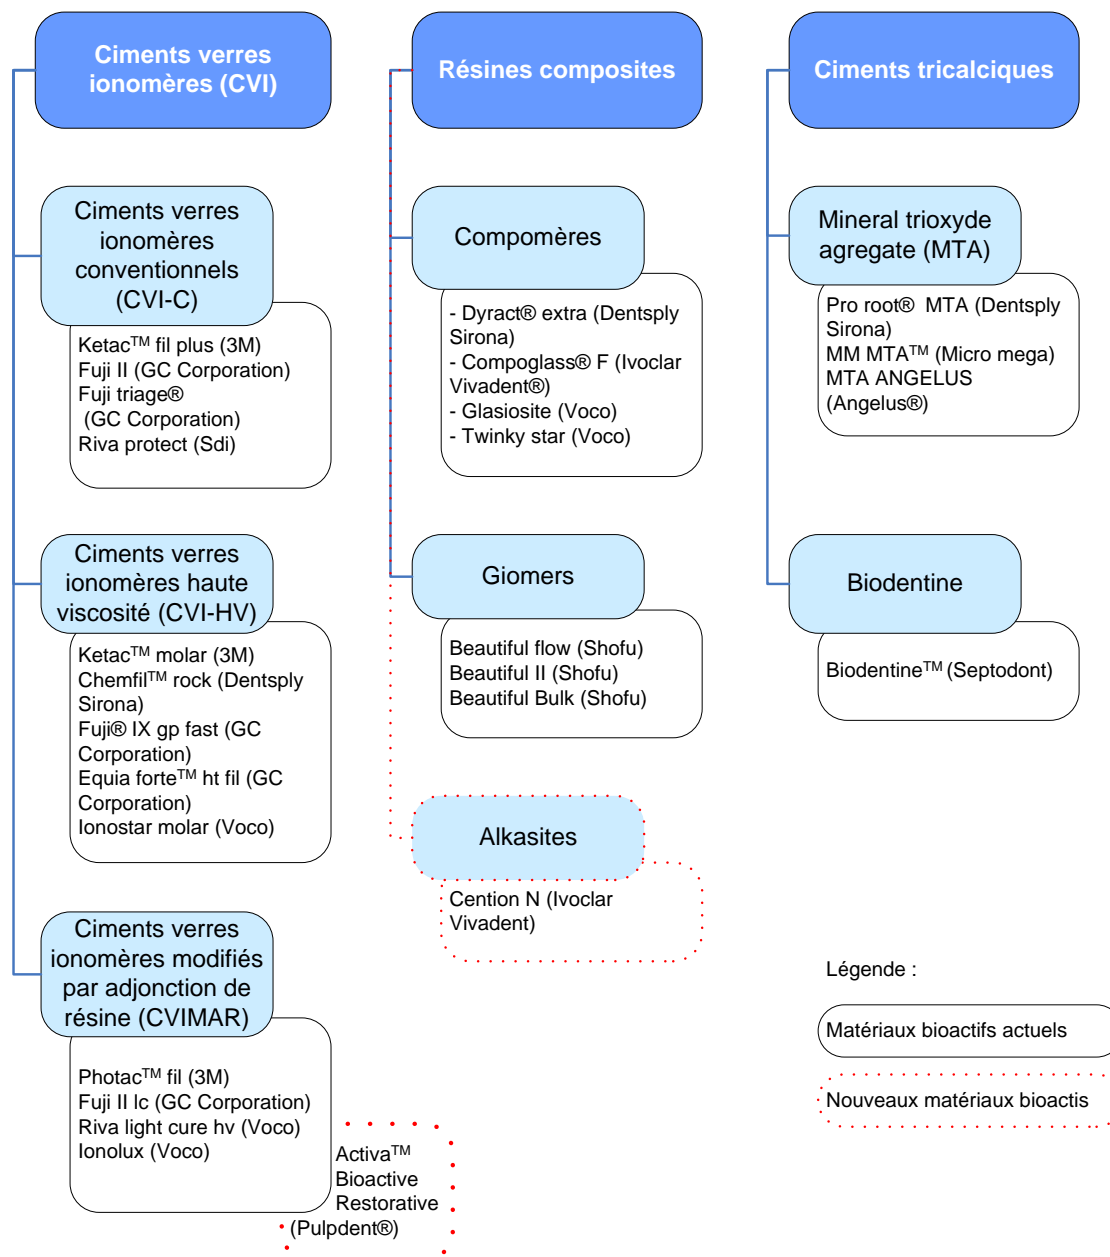 Ciments verres
ionomères (CVI)
Ciments verres
ionomères
conventionnels
(CVI-C)
Ketac™ fil plus (3M)
Fuji II (GC Corporation)
Fuji triage®
(GC Corporation)
Riva protect (Sdi)
Ciments verres
ionomères haute
viscosité (CVI-HV)
Ketac™ molar (3M)
Chemfil™ rock (Dentsply
Sirona)
Fuji® IX gp fast (GC
Corporation)
Equia forte™ ht fil (GC
Corporation)
Ionostar molar (Voco)
Ciments verres
ionomères modifiés
par adjonction de
résine (CVIMAR)
Photac™ fil (3M)
Fuji II lc (GC Corporation)
Riva light cure hv (Voco)
Ionolux (Voco)
Activa™
Bioactive
Restorative
(Pulpdent®)
Résines composites
Compomères
- Dyract® extra (Dentsply
Sirona)
- Compoglass® F (Ivoclar
Vivadent®)
- Glasiosite (Voco)
- Twinky star (Voco)
Giomers
Beautiful flow (Shofu)
Beautiful II (Shofu)
Beautiful Bulk (Shofu)
Alkasites
Cention N (Ivoclar
Vivadent)
Ciments tricalciques
Mineral trioxyde
agregate (MTA)
Pro root® MTA (Dentsply
Sirona)
MM MTA™ (Micro mega)
MTA ANGELUS
(Angelus®)
Biodentine
Biodentine™ (Septodont)
Légende :
Matériaux bioactifs actuels
Nouveaux matériaux bioactis